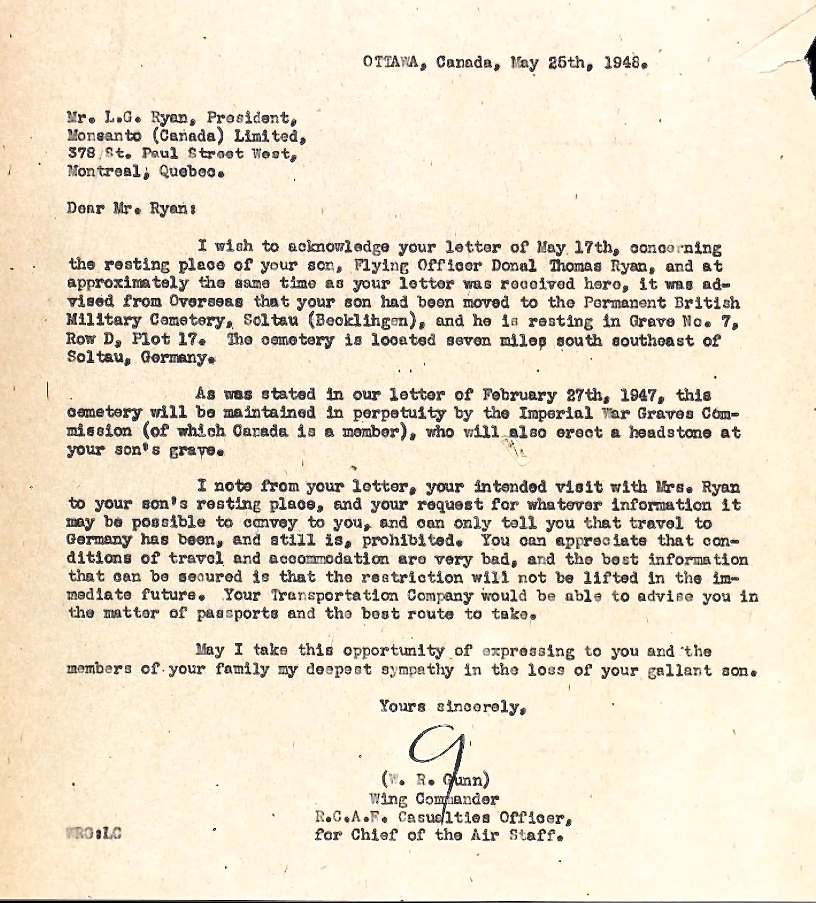 OTTAWA, Canada, May 25th, 1948.
Mr. L.G. Ryan, President,
Monsanto (Canada) Limited,
378 St. Paul Street West,
Montreal, Quebec.
Dear Mr. Ryan:
I wish to acknowledge your letter of May 17th, concerning
the resting place of your son, Flying Officer Donal Thomas Ryan, and at
approximately the same time as your letter was received here, it was ad-
vised from Overseas that your son had been moved to the Permanent British
Military Cemetery, Soltau (Becklihgen), and he is resting in Grave No. 7,
Row D, Plot 17. The cemetery is located seven miles south southeast of
Soltau, Germany.
As was stated in our letter of February 27th, 1947, this
cemetery will be maintained in perpetuity by the Imperial War Graves Com-
mission (of which Canada is a member), who will also erect a headstone at
your son's grave.
I note from your letter, your intended visit with Mrs. Ryan
to your son's resting place, and your request for whatever information it
may be possible to convey to you, and can only tell you that travel to
Germany has been, and still is, prohibited. You can appreciate that con-
ditions of travel and accommodation are very bad, and the best information
that can be secured is that the restriction will not be lifted in the im-
mediate future. Your Transportation Company would be able to advise you in
the matter of passports and the best route to take.
May I take this opportunity of expressing to you and the
members of your family my deepest sympathy in the loss of your gallant son.
Yours sincerely,
(W. R. Gunn)
Wing Commander
R.C.A.F. Casualties Officer,
for Chief of the Air Staff.
WRG:LC